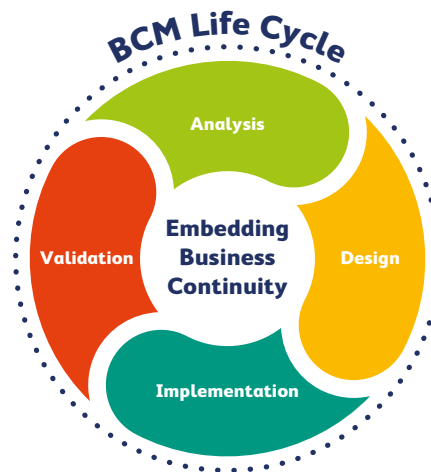 BCM Life Cycle
Analysis
Embedding
Business
Continuity
Validation
Design
Implementation